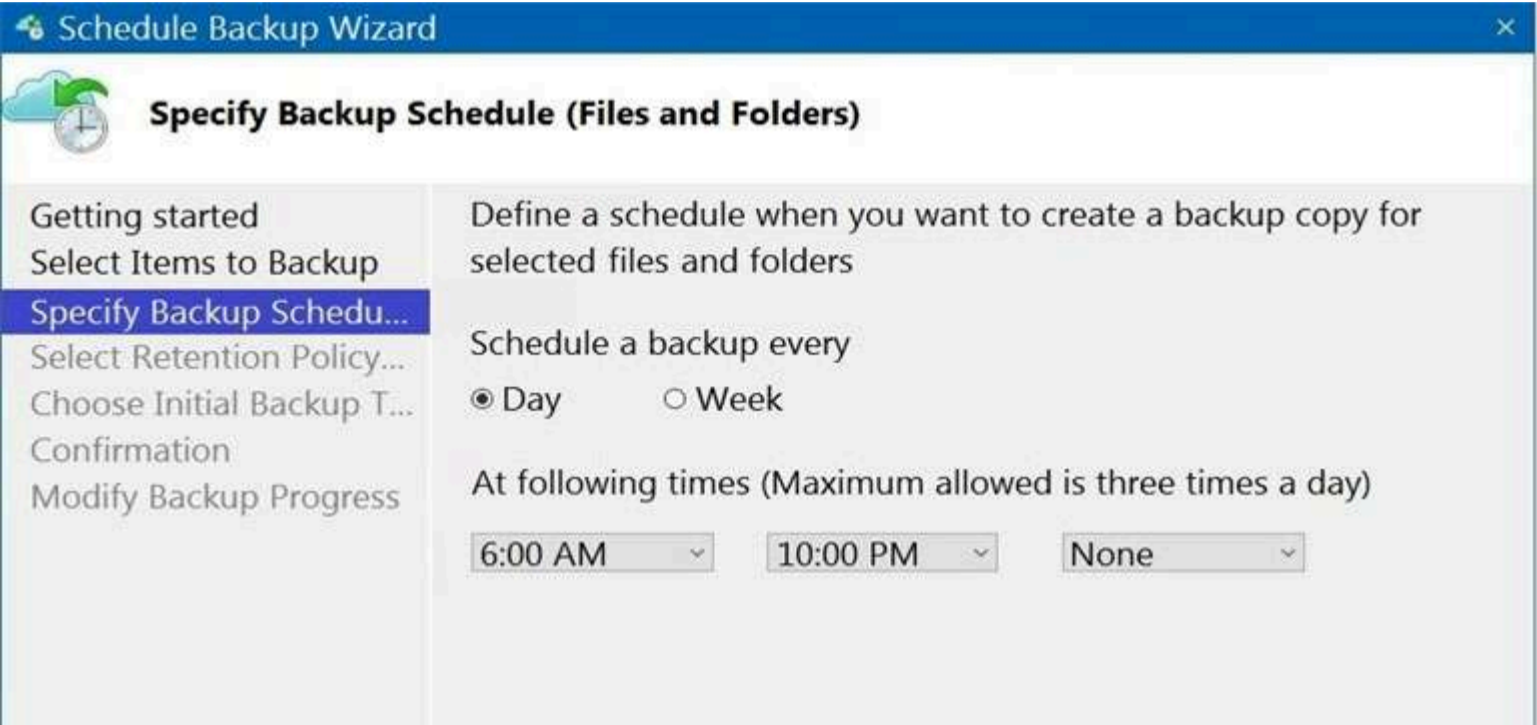 Schedule Backup Wizard
Specify Backup Schedule (Files and Folders)
Getting started
Select Items to Backup
Specify Backup Schedu...
Select Retention Policy...
Choose Initial Backup T...
Confirmation
Modify Backup Progress
Define a schedule when you want to create a backup copy for
selected files and folders
Schedule a backup every
Day Week
At following times (Maximum allowed is three times a day)
6:00 AM 10:00 PM None